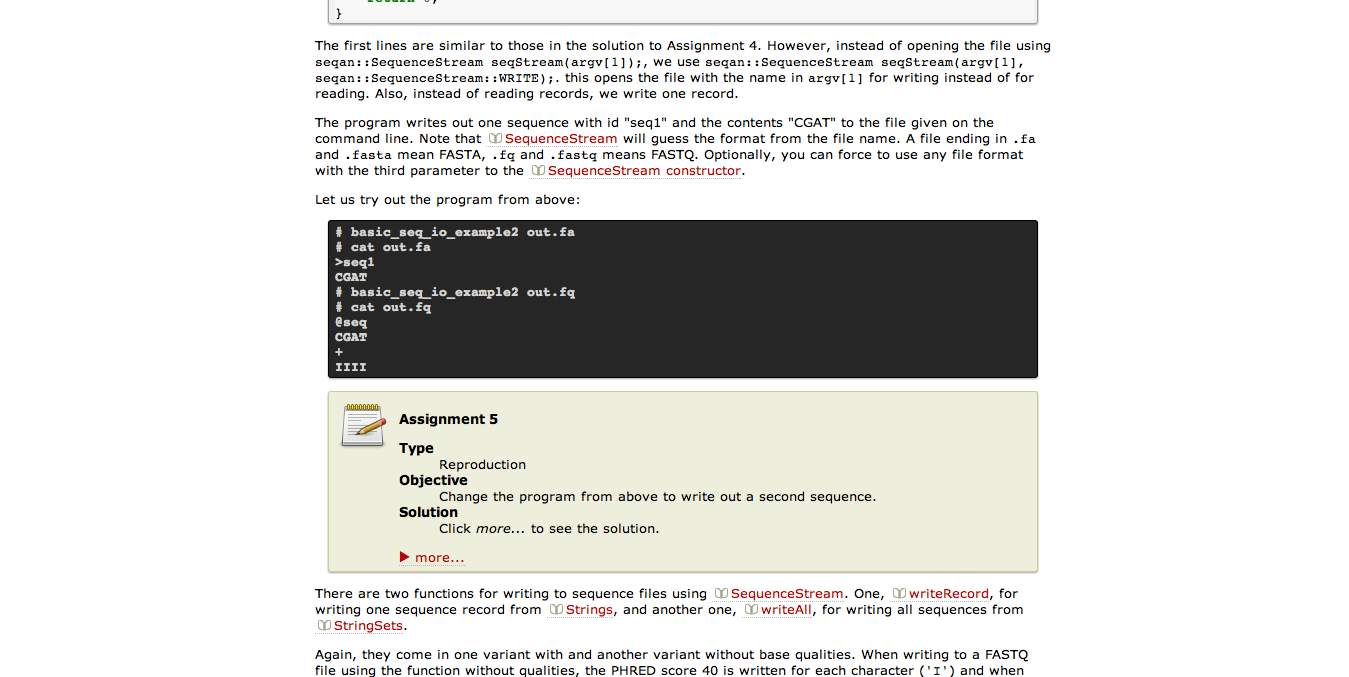 }
The first lines are similar to those in the solution to Assignment 4. However, instead of opening the file using
seqan::SequenceStream seqStream(argv[1]);, we use seqan::SequenceStream seqStream(argv[1],
seqan::SequenceStream::WRITE);. this opens the file with the name in argv[1] for writing instead of for
reading. Also, instead of reading records, we write one record.
The program writes out one sequence with id "seq1" and the contents "CGAT" to the file given on the
command line. Note that SequenceStream will guess the format from the file name. A file ending in .fa
and .fasta mean FASTA, .fq and .fastq means FASTQ. Optionally, you can force to use any file format
with the third parameter to the SequenceStream constructor.
Let us try out the program from above:
# basic_seq_io_example2 out.fa
# cat out.fa
>seq1
CGAT
# basic_seq_io_example2 out.fq
# cat out.fq
@seq
CGAT
+
IIII
Assignment 5
Type
Reproduction
Objective
Change the program from above to write out a second sequence.
Solution
Click more... to see the solution.
more...
There are two functions for writing to sequence files using SequenceStream. One, writeRecord, for
writing one sequence record from Strings, and another one, writeAll, for writing all sequences from
StringSets.
Again, they come in one variant with and another variant without base qualities. When writing to a FASTQ
file using the function without qualities, the PHRED score 40 is written for each character ('I') and when